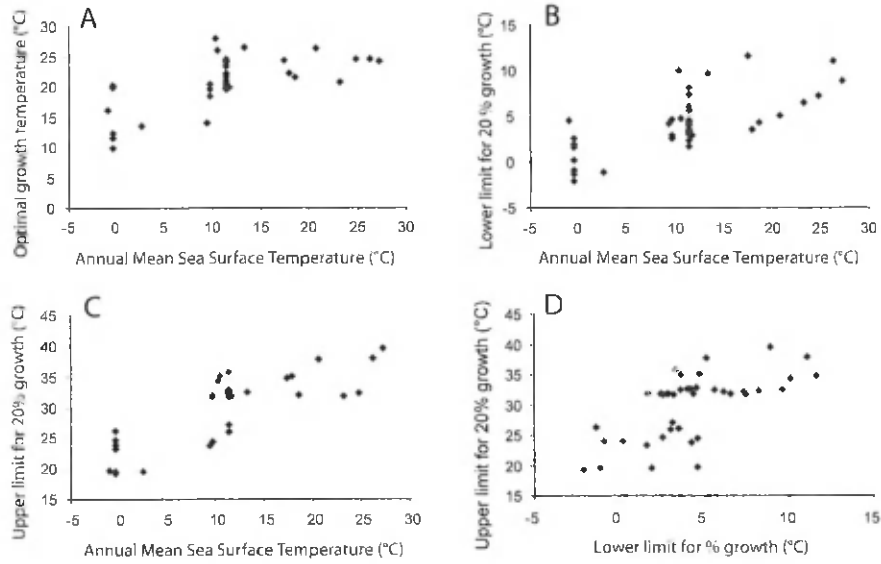 A
Optimal growth temperature (°C)
30
25
20
15
10
5
0
-5 0 5 10 15 20 25 30
Annual Mean Sea Surface Temperature (°C)
B
Lower limit for 20 % growth (°C)
15
10
5
0
-5
-5 0 5 10 15 20 25 30
Annual Mean Sea Surface Temperature (°C)
C
Upper limit for 20% growth (°C)
45
40
35
30
25
20
15
-5 0 5 10 15 20 25 30
Annual Mean Sea Surface Temperature (°C)
D
Upper limit for 20% growth (°C)
45
40
35
30
25
20
15
-5 0 5 10 15
Lower limit for % growth (°C)